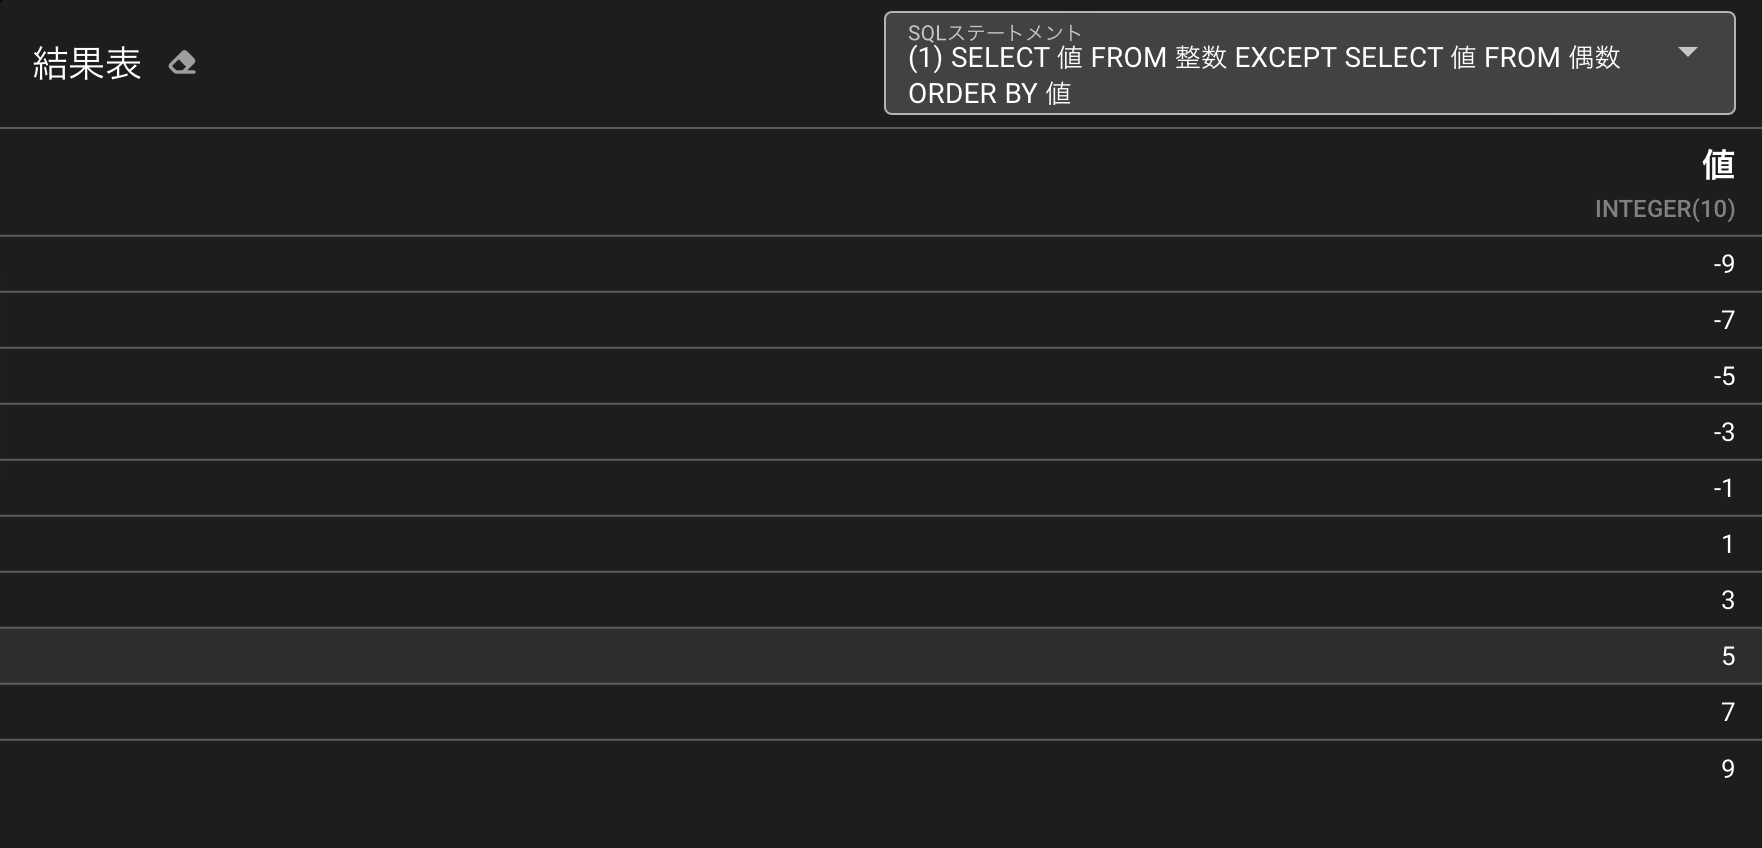 結果表
SQLステートメント
(1) SELECT 値 FROM 整数 EXCEPT SELECT 値 FROM 偶数
ORDER BY 値
値
INTEGER(10)
-9
-7
-5
-3
-1
1
3
5
7
9